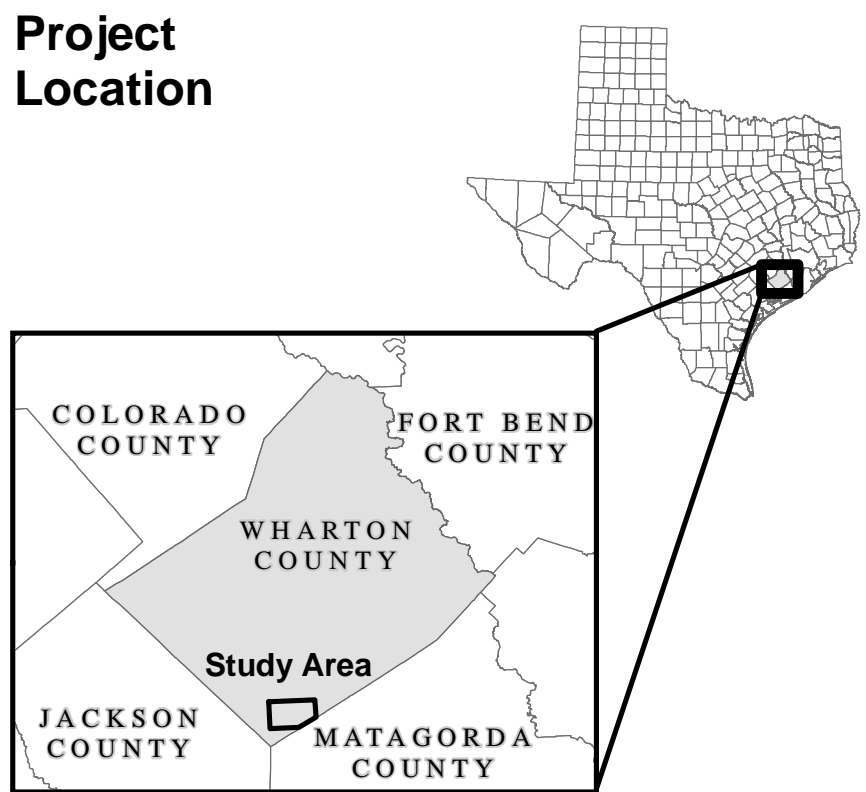 Project
Location
COLORADO
COUNTY
FORT BEND
COUNTY
WHARTON
COUNTY
Study Area
JACKSON
COUNTY
MATAGORDA
COUNTY